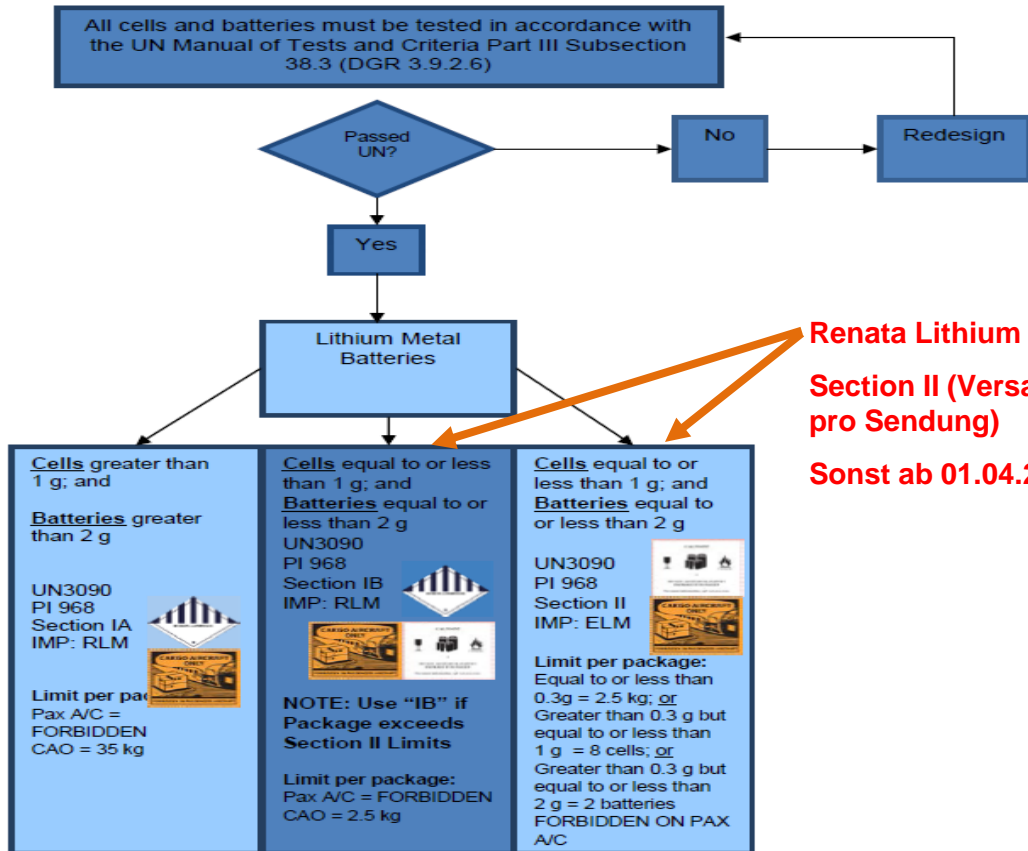 All cells and batteries must be tested in accordance with
the UN Manual of Tests and Criteria Part III Subsection
38.3 (DGR 3.9.2.6)
Passed
UN?
No
Redesign
Yes
Lithium Metal
Batteries
Renata Lithium
Section II (Versa
pro Sendung)
Sonst ab 01.04.2
Cells greater than
1 g; and
Batteries greater
than 2 g
UN3090
PI 968
Section IA
IMP: RLM
Limit per pac
Pax A/C =
FORBIDDEN
CAO = 35 kg
Cells equal to or less
than 1 g; and
Batteries equal to or
less than 2 g
UN3090
PI 968
Section IB
IMP: RLM
CARGO AIRCRAFT
ONLY
NOTE: Use “IB” if
Package exceeds
Section II Limits
Limit per package:
Pax A/C = FORBIDDEN
CAO = 2.5 kg
Cells equal to or
less than 1 g; and
Batteries equal to
or less than 2 g
UN3090
PI 968
Section II
IMP: ELM
Limit per package:
Equal to or less than
0.3g = 2.5 kg; or
Greater than 0.3 g but
equal to or less than
1 g = 8 cells; or
Greater than 0.3 g but
equal to or less than
2 g = 2 batteries
FORBIDDEN ON PAX
A/C